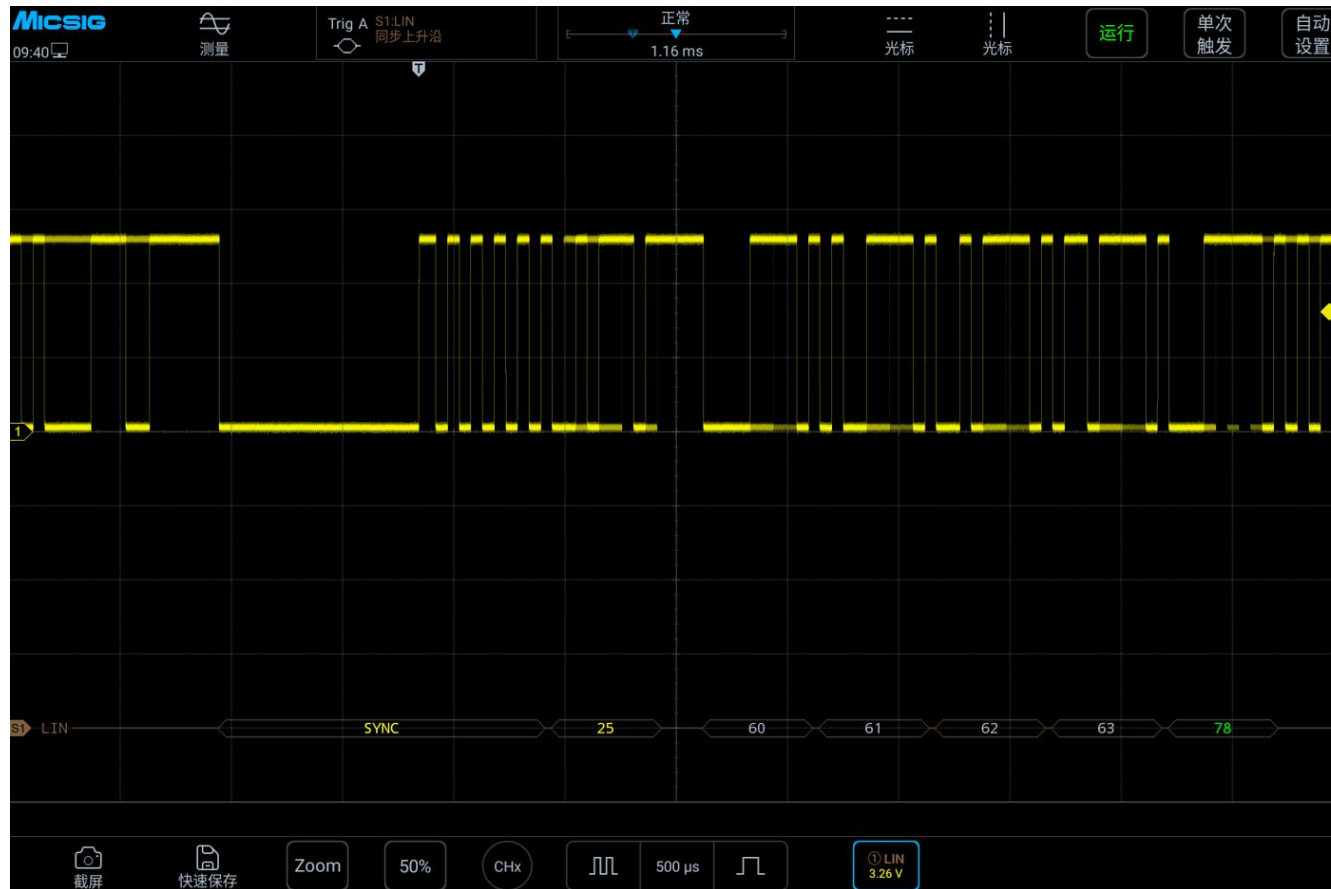 Micsig
09:40
测量
Trig A S1:LIN
同步上升沿
正常
1.16 ms
光标
光标
运行
单次
触发
自动
设置
T
1
S1 LIN
SYNC
25
60
61
62
63
78
截屏
快速保存
Zoom
50%
CHx
500 μs
① LIN
3.26 V